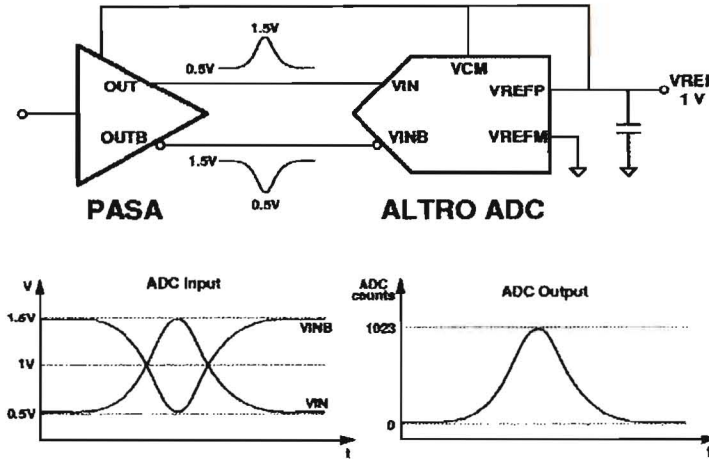 1.5V
0.5V
OUT
OUTB
VCM
VIN
VINB
VREFP
VREFM
VREF
1 V
1.5V
0.5V
PASA
ALTRO ADC
V
ADC Input
1.6V
1V
0.5V
VINB
VIN
t
ADC
counts
ADC Output
1023
0
t